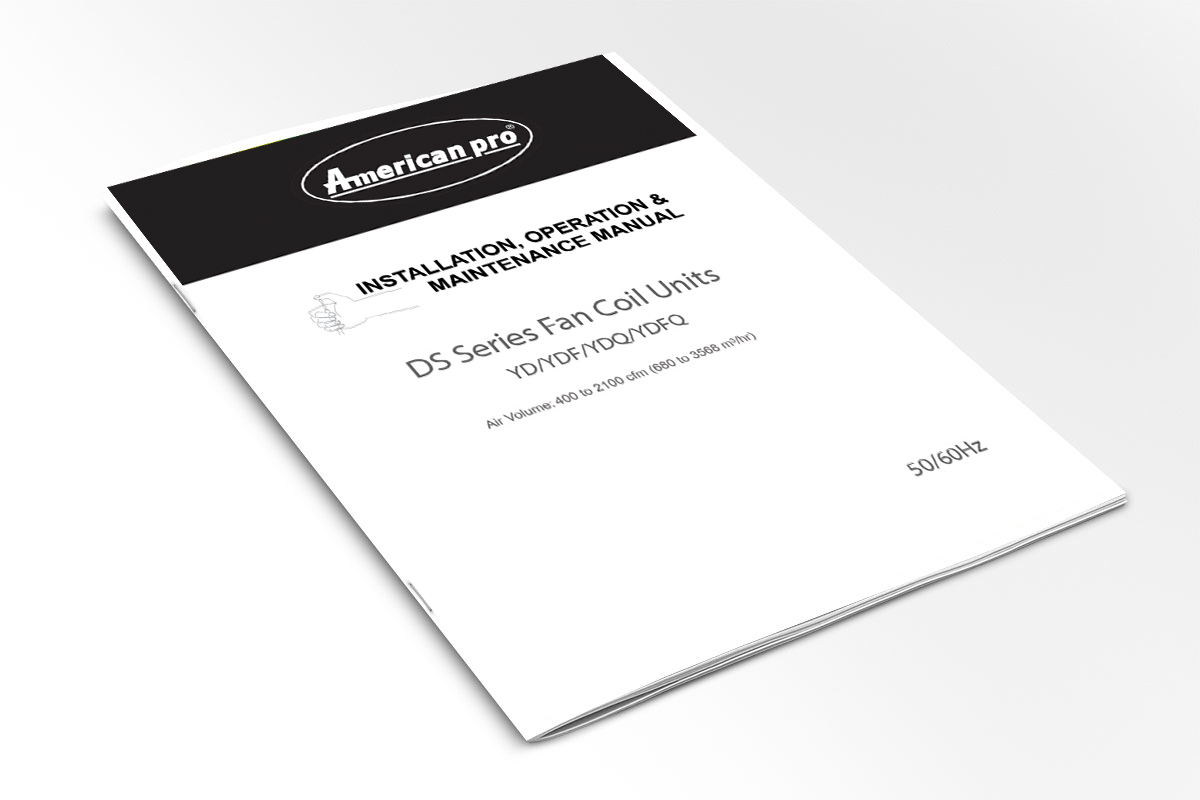 American pro®
INSTALLATION, OPERATION &
MAINTENANCE MANUAL
DS Series Fan Coil Units
YD/YDF/YDQ/YDFQ
Air Volume: 400 to 2100 cfm (680 to 3568 m³/hr)
50/60Hz